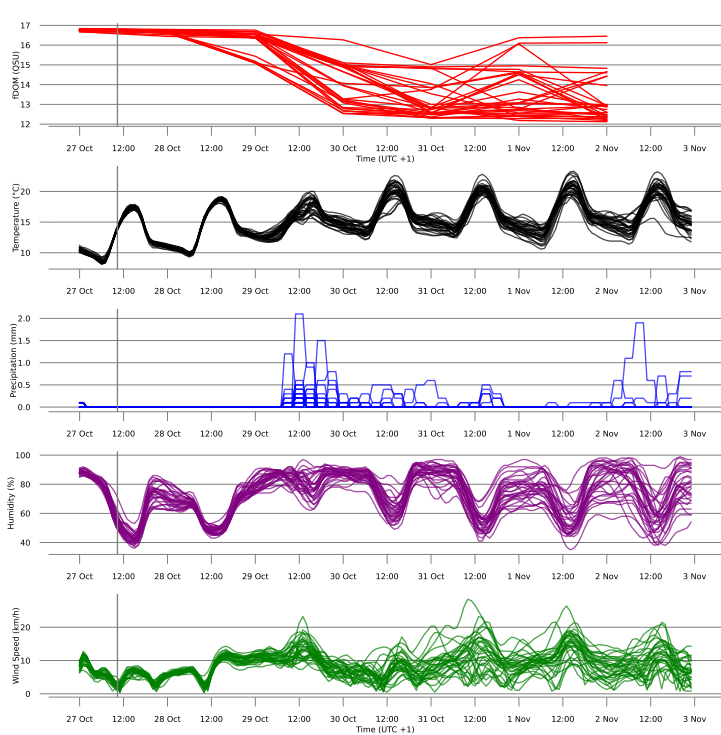 17
16
15
14
13
12
fDOM (QSU)
27 Oct 12:00 28 Oct 12:00 29 Oct 12:00 30 Oct 12:00 31 Oct 12:00 1 Nov 12:00 2 Nov 12:00 3 Nov
Time (UTC +1)
20
15
10
Temperature (°C)
27 Oct 12:00 28 Oct 12:00 29 Oct 12:00 30 Oct 12:00 31 Oct 12:00 1 Nov 12:00 2 Nov 12:00 3 Nov
2.0
1.5
1.0
0.5
0.0
Precipitation (mm)
27 Oct 12:00 28 Oct 12:00 29 Oct 12:00 30 Oct 12:00 31 Oct 12:00 1 Nov 12:00 2 Nov 12:00 3 Nov
100
80
60
40
Humidity (%)
27 Oct 12:00 28 Oct 12:00 29 Oct 12:00 30 Oct 12:00 31 Oct 12:00 1 Nov 12:00 2 Nov 12:00 3 Nov
20
10
0
Wind Speed (km/h)
27 Oct 12:00 28 Oct 12:00 29 Oct 12:00 30 Oct 12:00 31 Oct 12:00 1 Nov 12:00 2 Nov 12:00 3 Nov
Time (UTC +1)